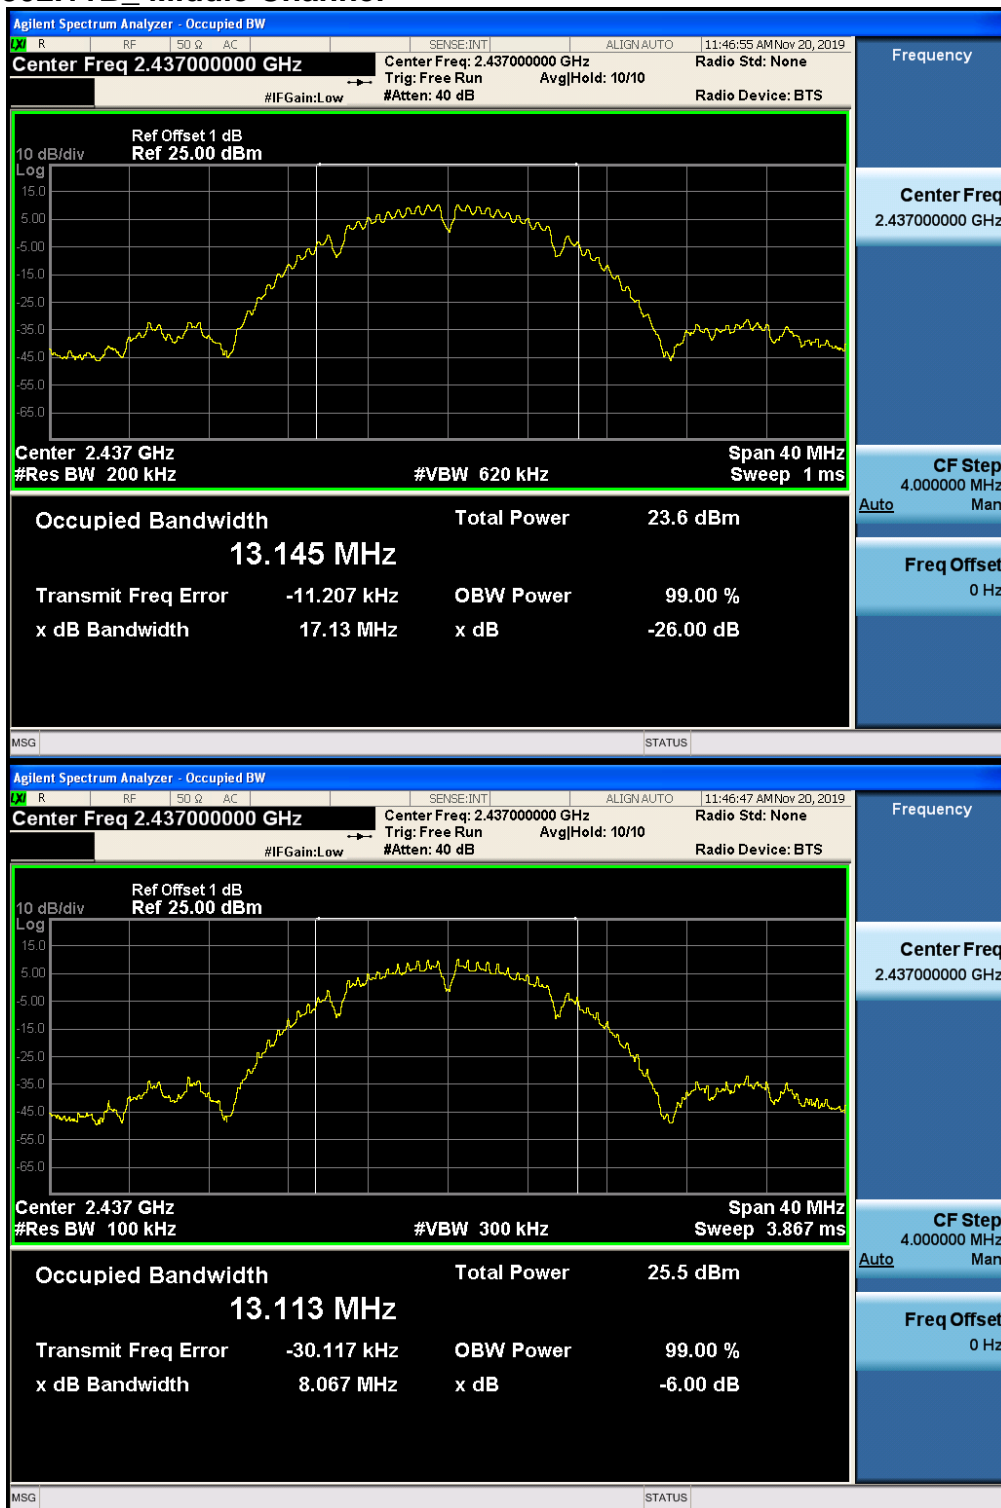 Agilent Spectrum Analyzer - Occupied BW
LXI R RF 50 Ω AC SENSE:INT ALIGN AUTO 11:46:55 AM Nov 20, 2019
Center Freq 2.437000000 GHz
Center Freq: 2.437000000 GHz
Radio Std: None
Trig: Free Run Avg|Hold: 10/10
#IFGain:Low #Atten: 40 dB Radio Device: BTS
Frequency
Ref Offset 1 dB
10 dB/div Ref 25.00 dBm
Log
15.0
5.00
-5.00
-15.0
-25.0
-35.0
-45.0
-55.0
-65.0
Center 2.437 GHz Span 40 MHz
#Res BW 200 kHz #VBW 620 kHz Sweep 1 ms
Center Freq
2.437000000 GHz
CF Step
4.000000 MHz
Auto Man
Freq Offset
0 Hz
Occupied Bandwidth Total Power 23.6 dBm
13.145 MHz
Transmit Freq Error -11.207 kHz OBW Power 99.00 %
x dB Bandwidth 17.13 MHz x dB -26.00 dB
MSG STATUS
Agilent Spectrum Analyzer - Occupied BW
LXI R RF 50 Ω AC SENSE:INT ALIGN AUTO 11:46:47 AM Nov 20, 2019
Center Freq 2.437000000 GHz
Center Freq: 2.437000000 GHz
Radio Std: None
Trig: Free Run Avg|Hold: 10/10
#IFGain:Low #Atten: 40 dB Radio Device: BTS
Frequency
Ref Offset 1 dB
10 dB/div Ref 25.00 dBm
Log
15.0
5.00
-5.00
-15.0
-25.0
-35.0
-45.0
-55.0
-65.0
Center 2.437 GHz Span 40 MHz
#Res BW 100 kHz #VBW 300 kHz Sweep 3.867 ms
Center Freq
2.437000000 GHz
CF Step
4.000000 MHz
Auto Man
Freq Offset
0 Hz
Occupied Bandwidth Total Power 25.5 dBm
13.113 MHz
Transmit Freq Error -30.117 kHz OBW Power 99.00 %
x dB Bandwidth 8.067 MHz x dB -6.00 dB
MSG STATUS